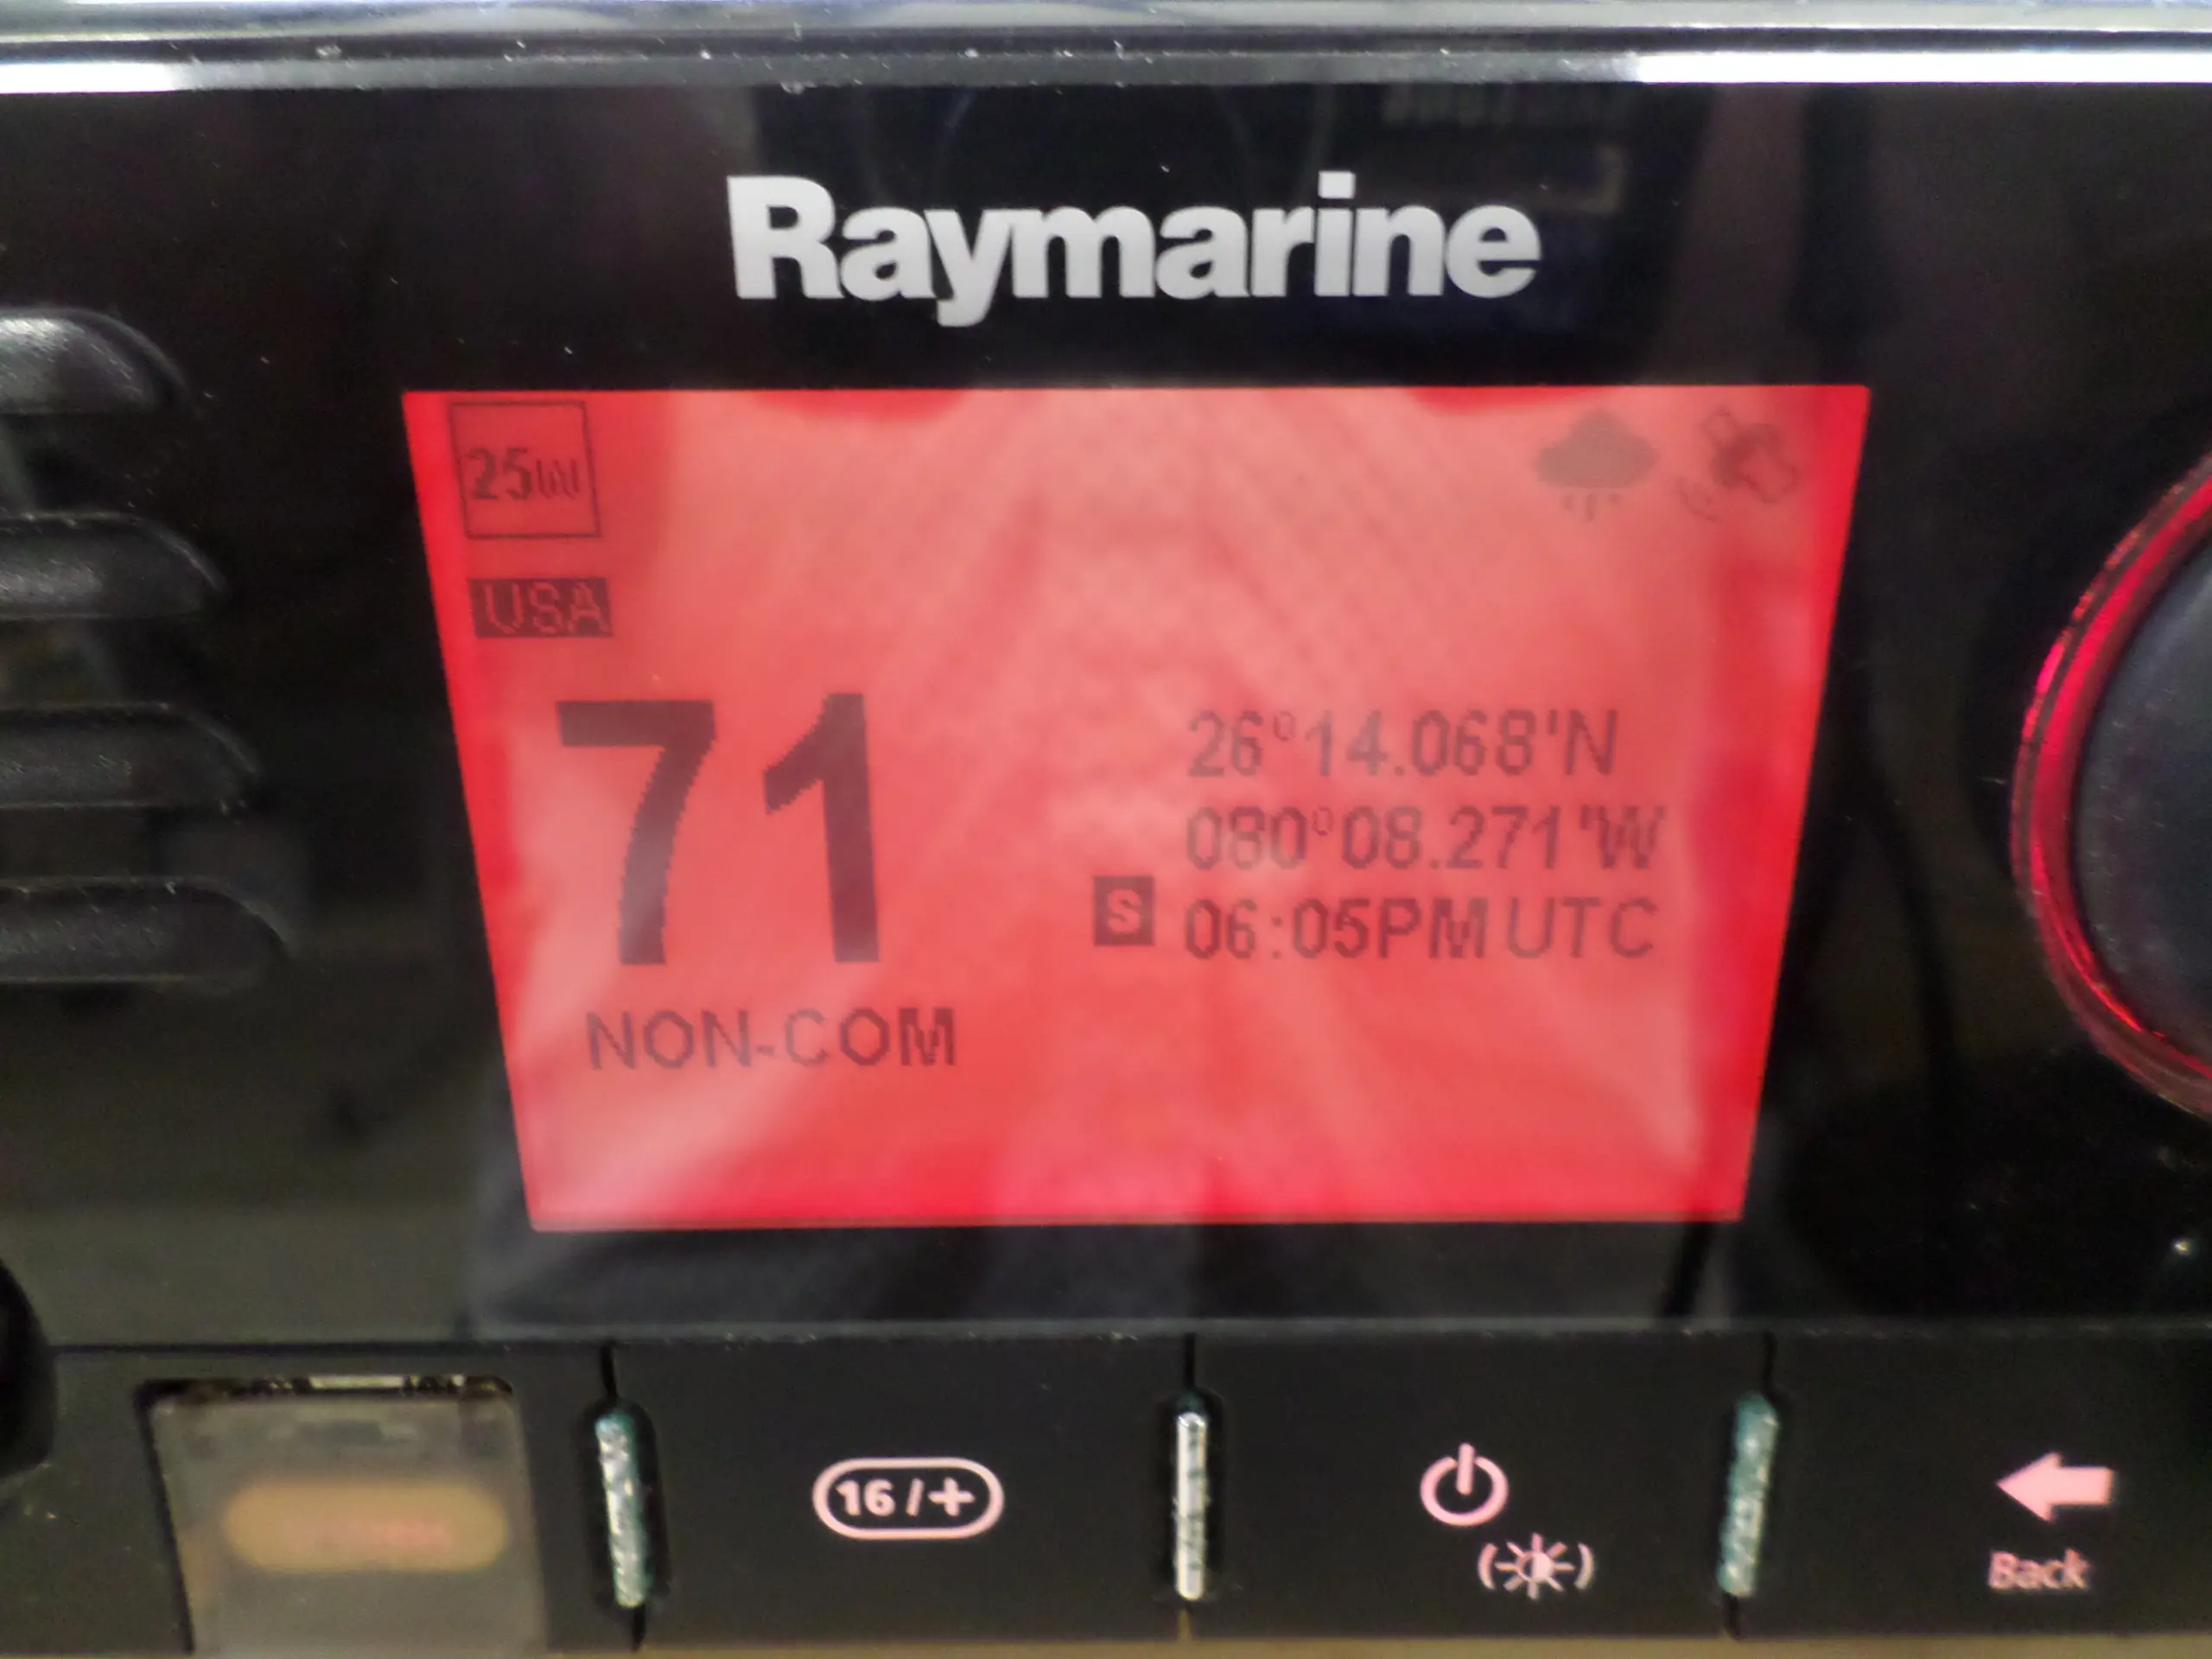 Raymarine
25W
USA
71
26°14.068'N
080°08.271'W
S 06:05PM UTC
NON-COM
16/+
Back